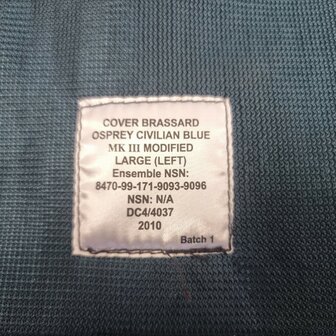 COVER BRASSARD
OSPREY CIVILIAN BLUE
MK III MODIFIED
LARGE (LEFT)
Ensemble NSN:
8470-99-171-9093-9096
NSN: N/A
DC4/4037
2010
Batch 1